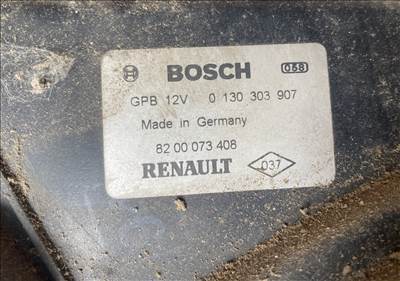 BOSCH 058
GPB 12V 0 130 303 907
Made in Germany
82 00 073 408
RENAULT 037